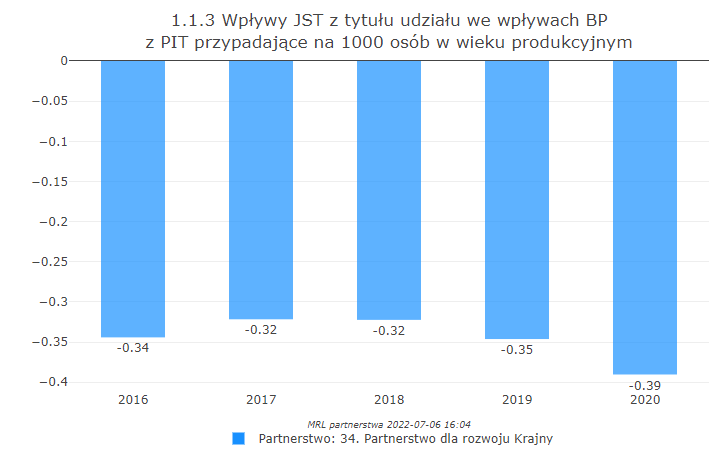 1.1.3 Wpływy JST z tytułu udziału we wpływach BP
z PIT przypadające na 1000 osób w wieku produkcyjnym
0
−0.05
−0.1
−0.15
−0.2
−0.25
−0.3
−0.35
−0.4
-0.34
-0.32
-0.32
-0.35
-0.39
2016 2017 2018 2019 2020
MRL partnerstwa 2022-07-06 16:04
Partnerstwo: 34. Partnerstwo dla rozwoju Krajny